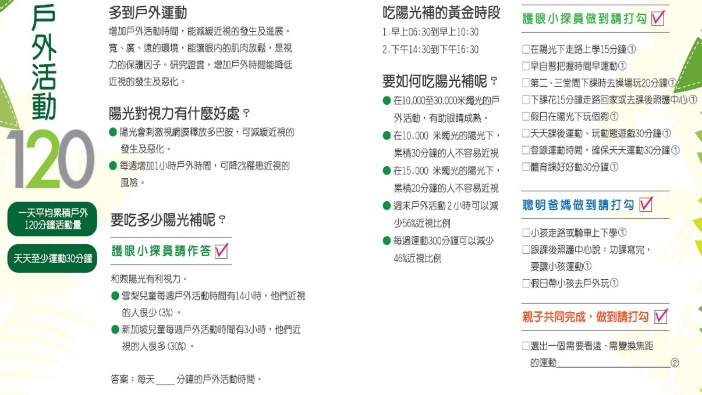 戶外活動
120
一天平均累積戶外
120分鐘活動量
天天至少運動30分鐘
多到戶外運動
增加戶外活動時間，能減緩近視的發生及進展。
寬、廣、遠的環境，能讓眼內的肌肉放鬆，是視
力的保護因子。研究證實，增加戶外時間能降低
近視的發生及惡化。
陽光對視力有什麼好處？
●陽光會刺激視網膜釋放多巴胺，可減緩近視的
發生及惡化。
●每週增加1小時戶外時間，可降2%罹患近視的
風險。
要吃多少陽光補呢？
護眼小探員請作答
和煦陽光有利視力。
●雪梨兒童每週戶外活動時間有14小時，他們近視
的人很少(3%)。
●新加坡兒童每週戶外活動時間有3小時，他們近
視的人很多(30%)。
答案：每天____分鐘的戶外活動時間。
吃陽光補的黃金時段
1.早上06:30到早上10:30
2.下午14:30到下午16:30
要如何吃陽光補呢？
●在10,000至30,000米燭光的戶
外活動，有助眼睛成熟。
●在10,000 米燭光的陽光下，
累積30分鐘的人不容易近視
●在15,000 米燭光的陽光下，
累積20分鐘的人不容易近視
●週末戶外活動2小時可以減
少56%近視比例
●每週運動300分鐘可以減少
46%近視比例
護眼小探員做到請打勾
□在陽光下走路上學15分鐘①
□早自習把握時間早運動①
□第二、三堂間下課時去操場玩20分鐘①
□下課花15分鐘走路回家或去課後照護中心①
□假日在陽光下玩個夠①
□天天課後運動、玩動態遊戲30分鐘①
□登錄運動時間，確保天天運動30分鐘①
□體育課好好動30分鐘①
聰明爸媽做到請打勾
□小孩走路或騎車上下學①
□跟課後照護中心說：功課寫完，
要讓小孩運動①
□假日帶小孩去戶外玩①
親子共同完成，做到請打勾
□選出一個需要看遠、需變換焦距
的運動____________________②